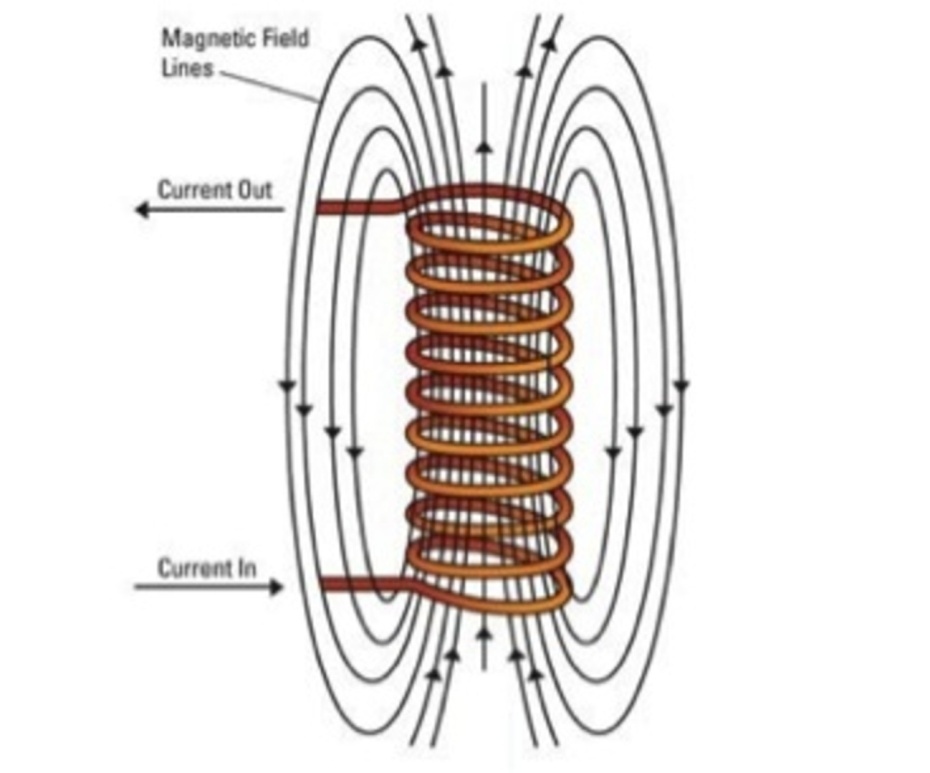 Magnetic Field
Lines
Current Out
Current In